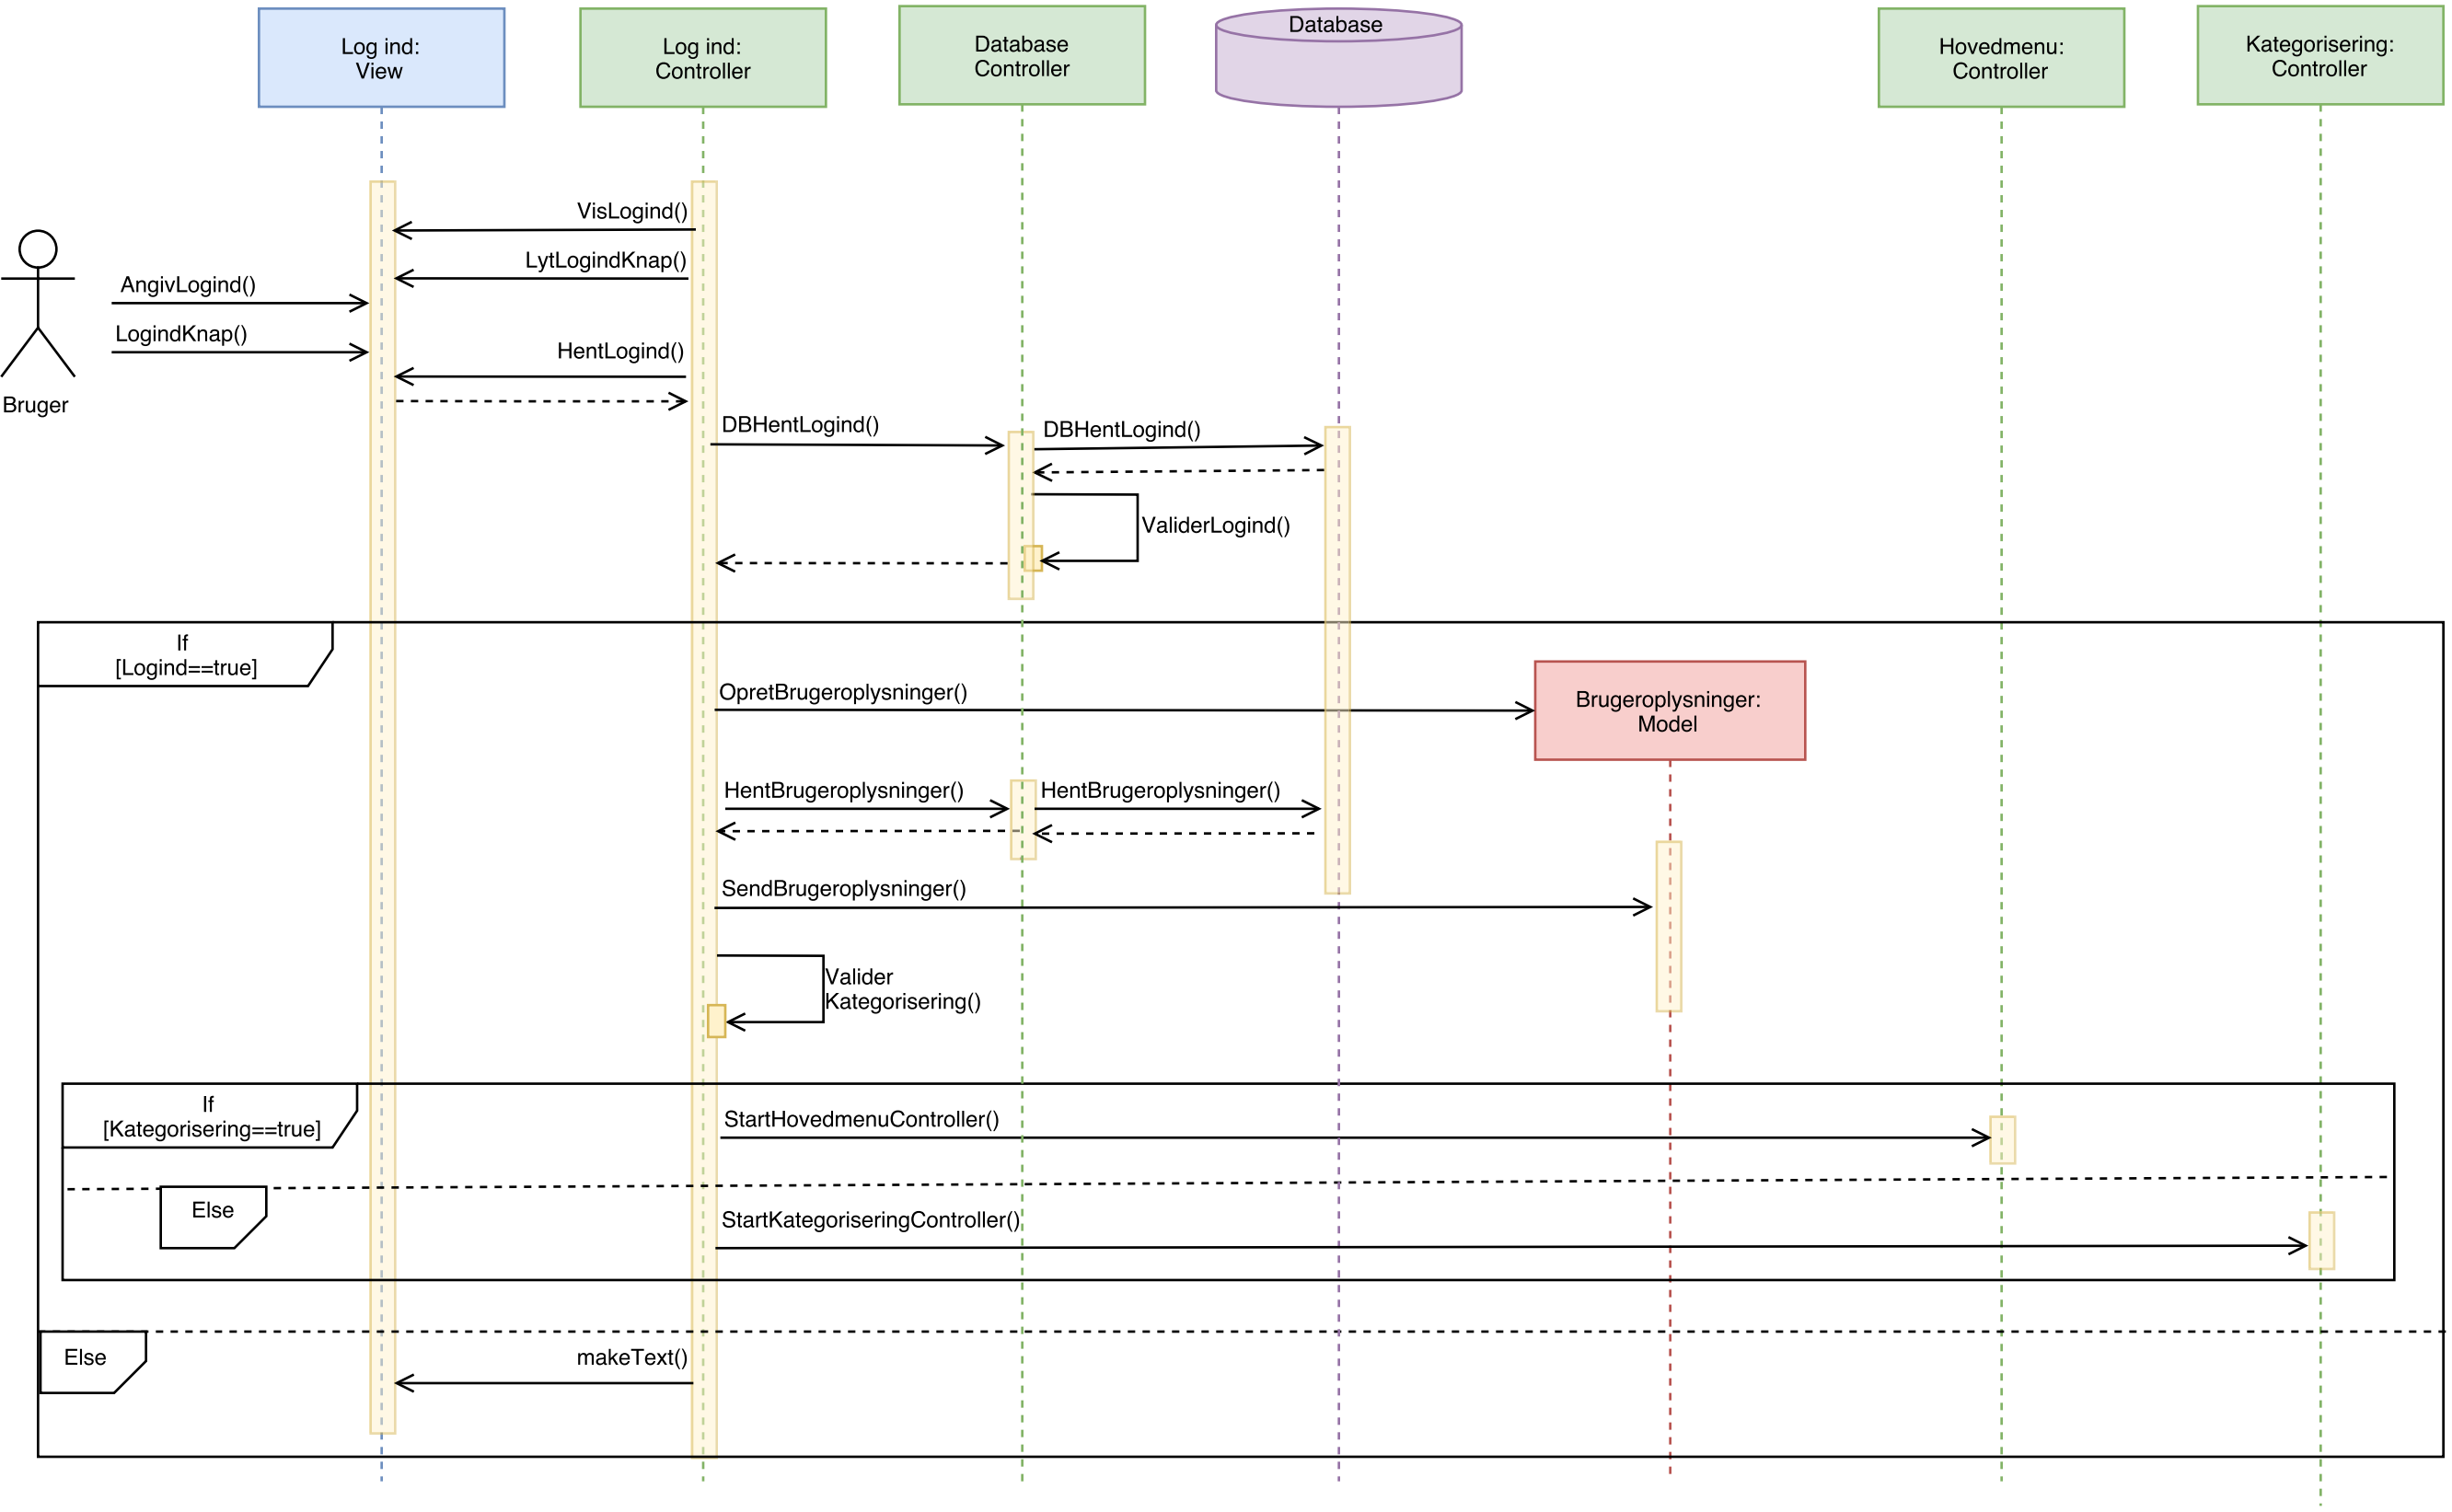 Log ind:
View
Log ind:
Controller
Database
Controller
Database
Hovedmenu:
Controller
Kategorisering:
Controller
VisLogind()
LytLogindKnap()
AngivLogind()
LogindKnap()
HentLogind()
Bruger
DBHentLogind()
DBHentLogind()
ValiderLogind()
If
[Logind==true]
OpretBrugeroplysninger()
Brugeroplysninger:
Model
HentBrugeroplysninger()
HentBrugeroplysninger()
SendBrugeroplysninger()
Valider
Kategorisering()
If
[Kategorisering==true]
StartHovedmenuController()
Else
StartKategoriseringController()
Else
makeText()